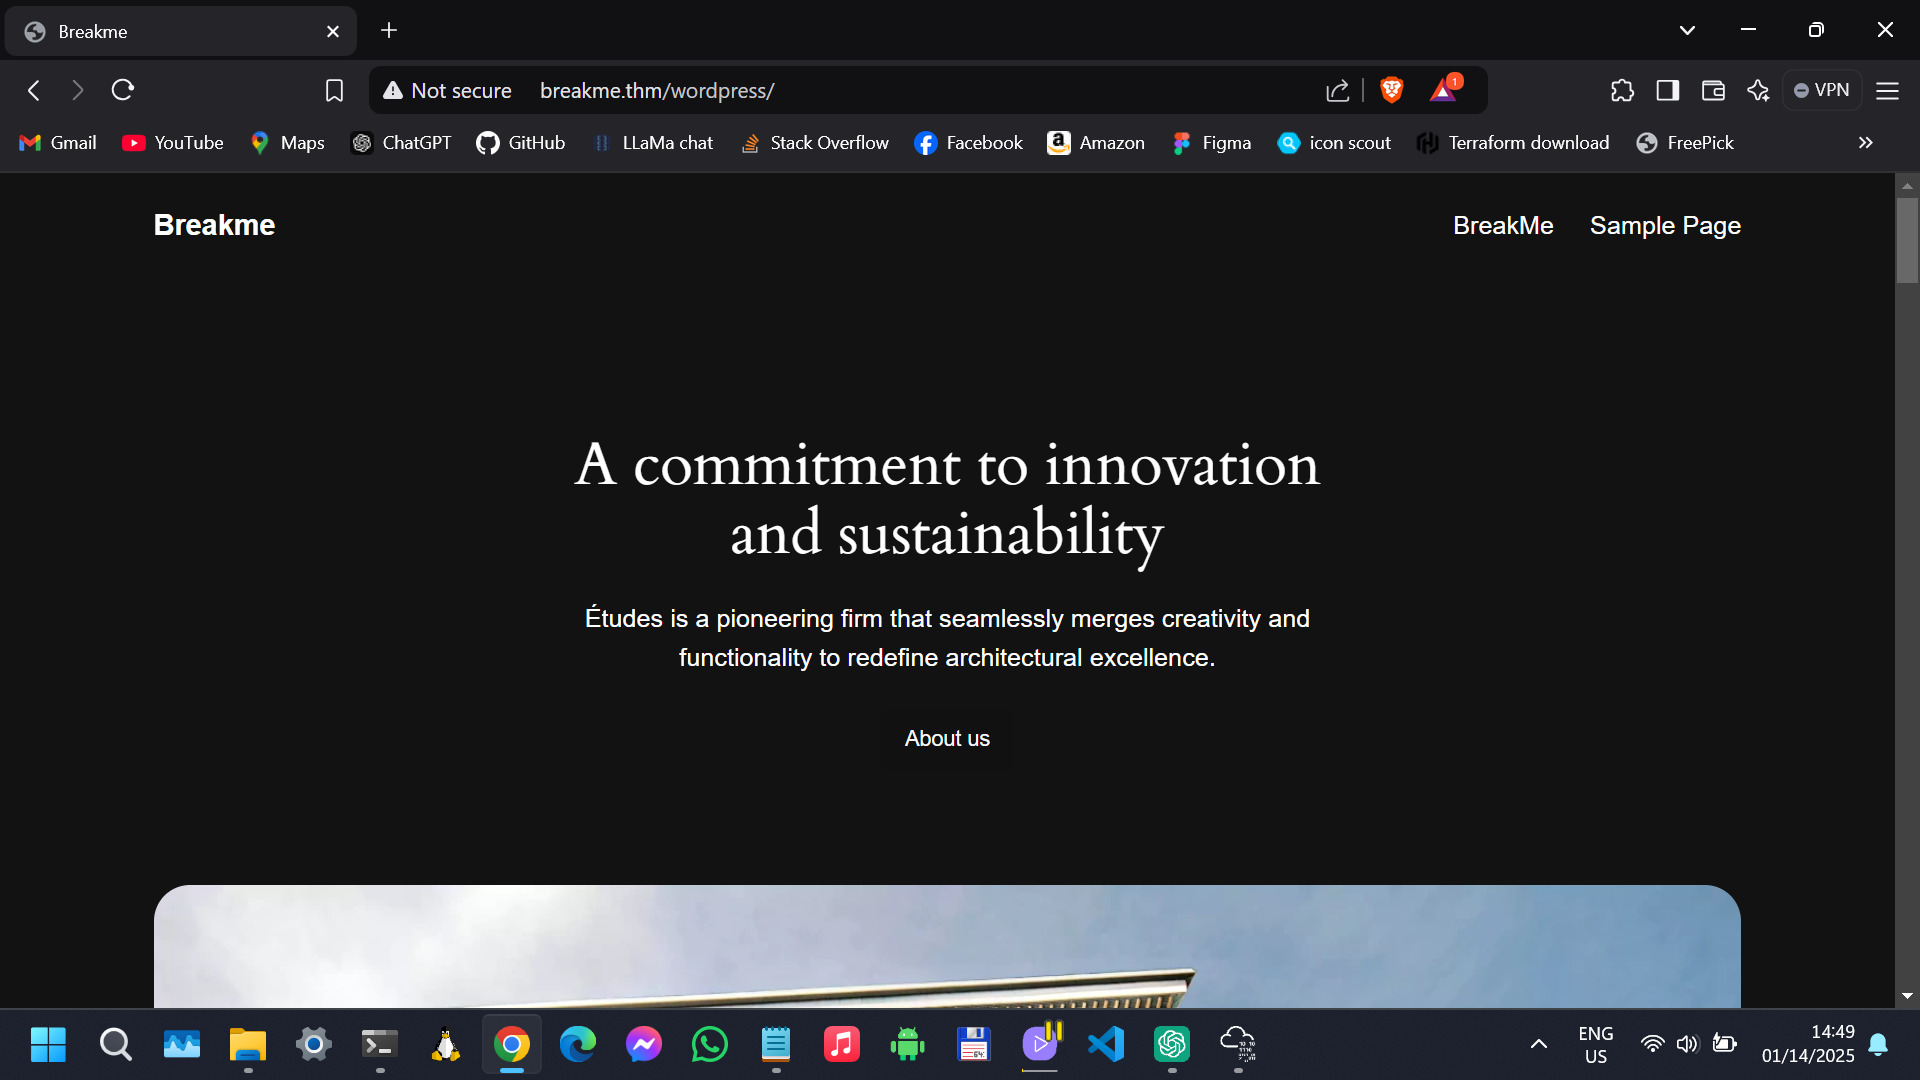 Breakme
Not secure breakme.thm/wordpress/
1
VPN
Gmail YouTube Maps ChatGPT GitHub LLaMa chat Stack Overflow Facebook Amazon Figma icon scout Terraform download FreePick
Breakme BreakMe Sample Page
A commitment to innovation
and sustainability
Études is a pioneering firm that seamlessly merges creativity and
functionality to redefine architectural excellence.
About us
ENG
US
14:49
01/14/2025